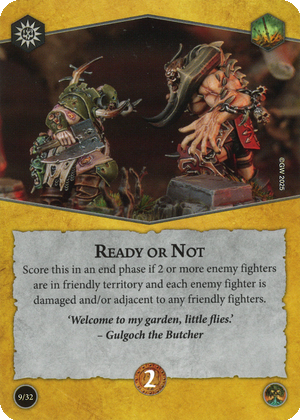 ©GW 2025
READY OR NOT
Score this in an end phase if 2 or more enemy fighters
are in friendly territory and each enemy fighter is
damaged and/or adjacent to any friendly fighters.
‘Welcome to my garden, little flies.’
– Gulgoch the Butcher
2
9/32